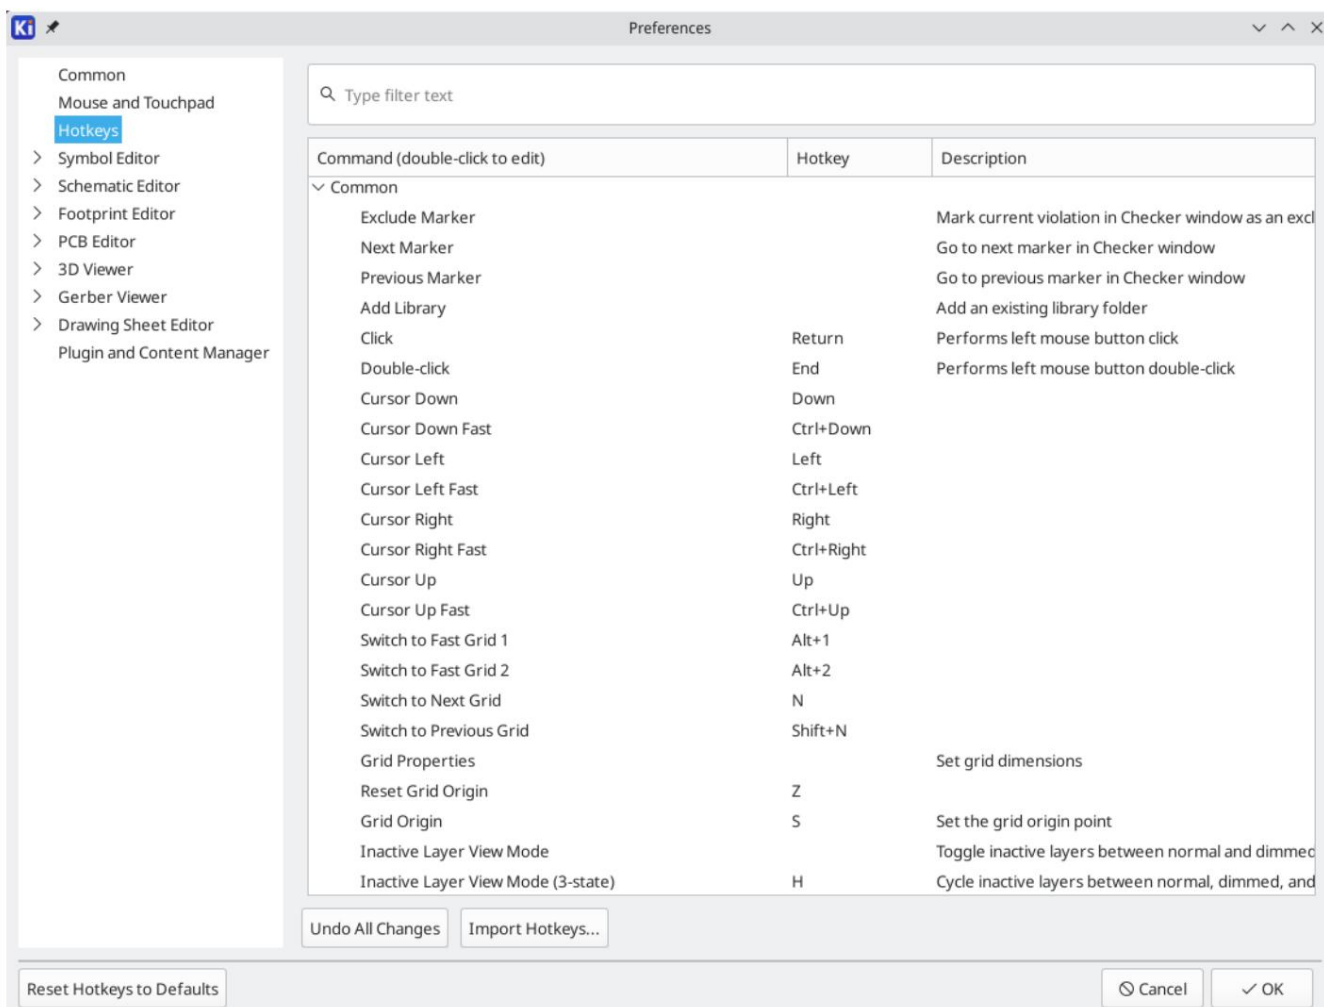 Ki Preferences
Common
Mouse and Touchpad
Hotkeys
Symbol Editor
Schematic Editor
Footprint Editor
PCB Editor
3D Viewer
Gerber Viewer
Drawing Sheet Editor
Plugin and Content Manager
Type filter text
Command (double-click to edit) Hotkey Description
Common
Exclude Marker Mark current violation in Checker window as an excl
Next Marker Go to next marker in Checker window
Previous Marker Go to previous marker in Checker window
Add Library Add an existing library folder
Click Return Performs left mouse button click
Double-click End Performs left mouse button double-click
Cursor Down Down
Cursor Down Fast Ctrl+Down
Cursor Left Left
Cursor Left Fast Ctrl+Left
Cursor Right Right
Cursor Right Fast Ctrl+Right
Cursor Up Up
Cursor Up Fast Ctrl+Up
Switch to Fast Grid 1 Alt+1
Switch to Fast Grid 2 Alt+2
Switch to Next Grid N
Switch to Previous Grid Shift+N
Grid Properties Set grid dimensions
Reset Grid Origin Z
Grid Origin S Set the grid origin point
Inactive Layer View Mode Toggle inactive layers between normal and dimmed
Inactive Layer View Mode (3-state) H Cycle inactive layers between normal, dimmed, and
Undo All Changes Import Hotkeys...
Reset Hotkeys to Defaults Cancel OK